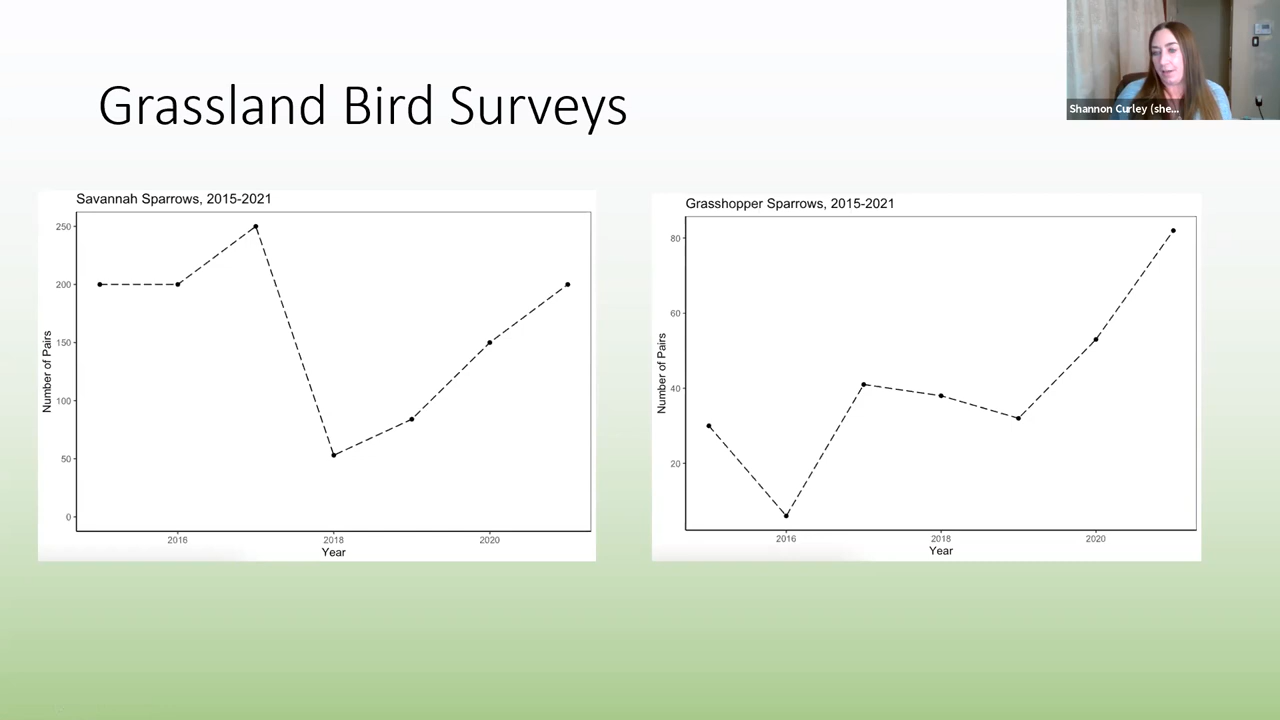 Grassland Bird Surveys
Shannon Curley (she...
Savannah Sparrows, 2015-2021
250
200
150
100
50
0
Number of Pairs
2016
2018
2020
Year
Grasshopper Sparrows, 2015-2021
80
60
40
20
Number of Pairs
2016
2018
2020
Year